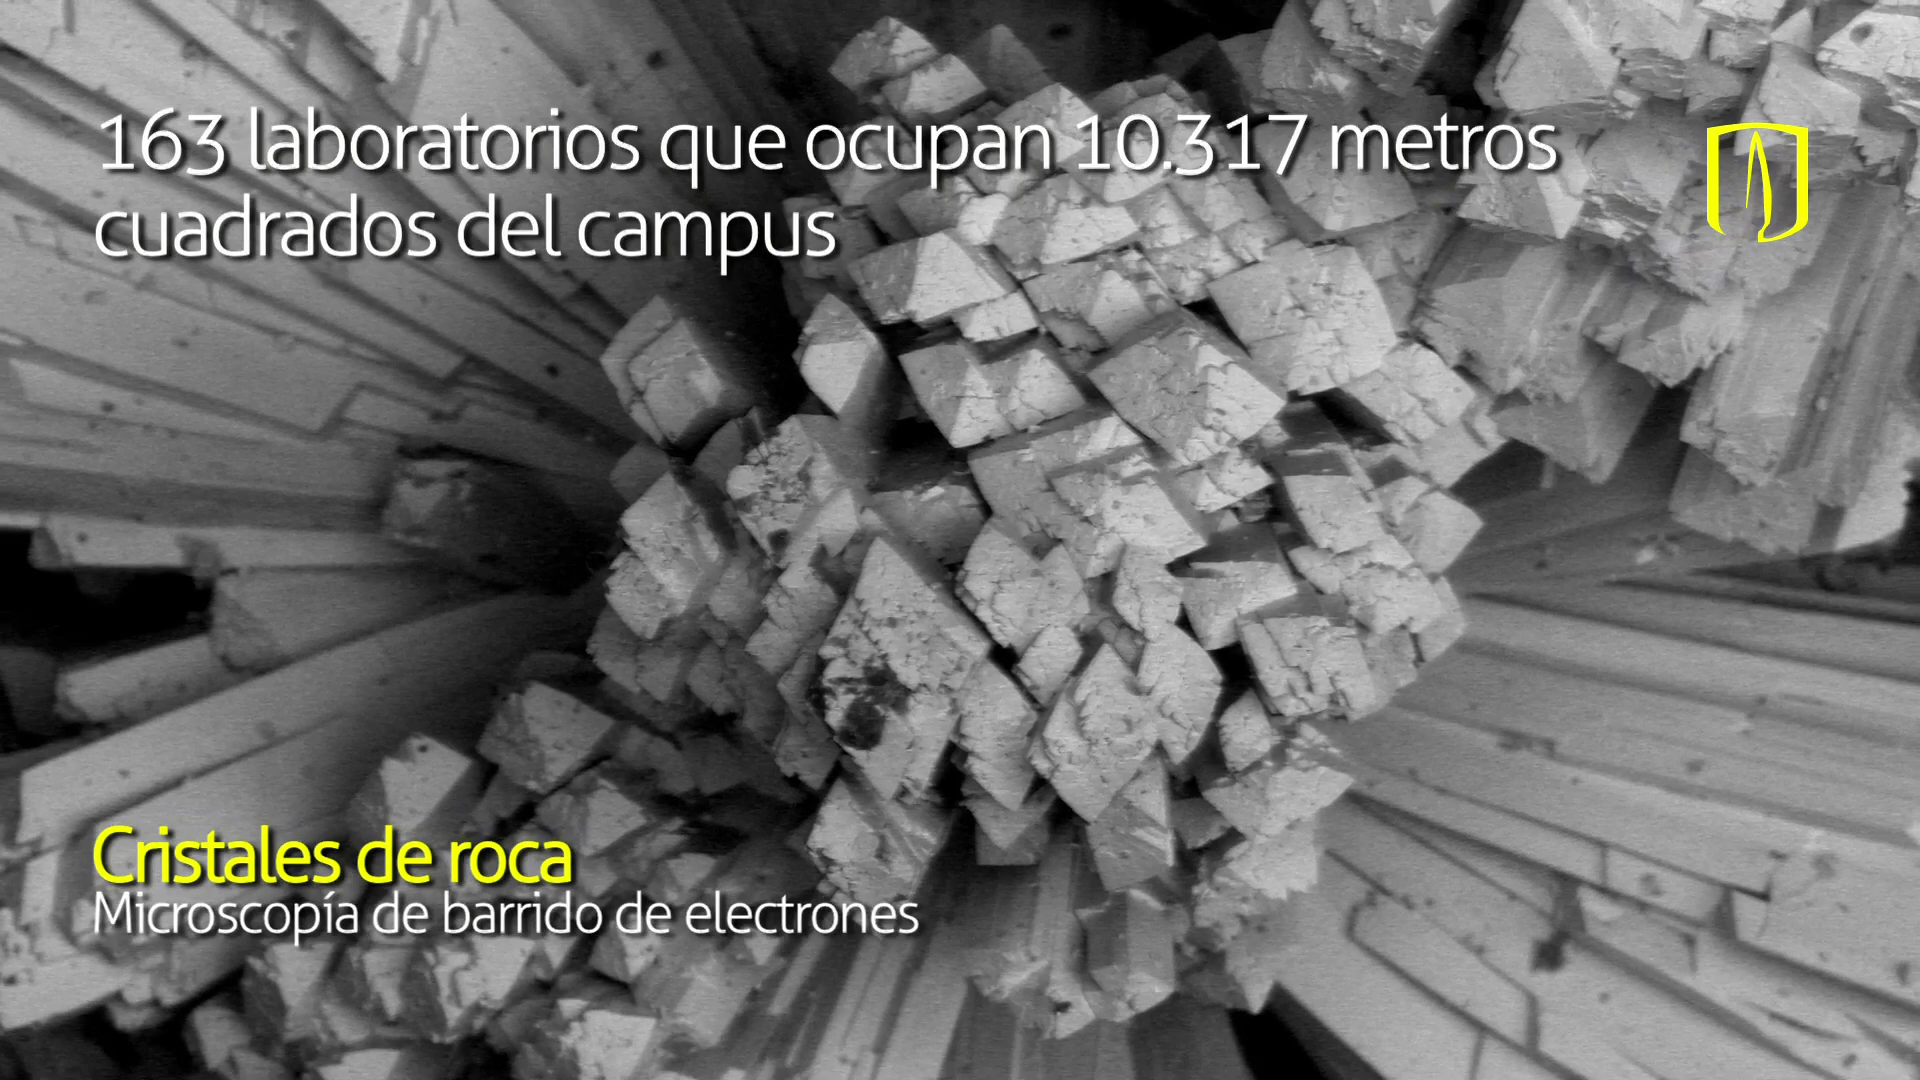 163 laboratorios que ocupan 10.317 metros
cuadrados del campus
Cristales de roca
Microscopía de barrido de electrones